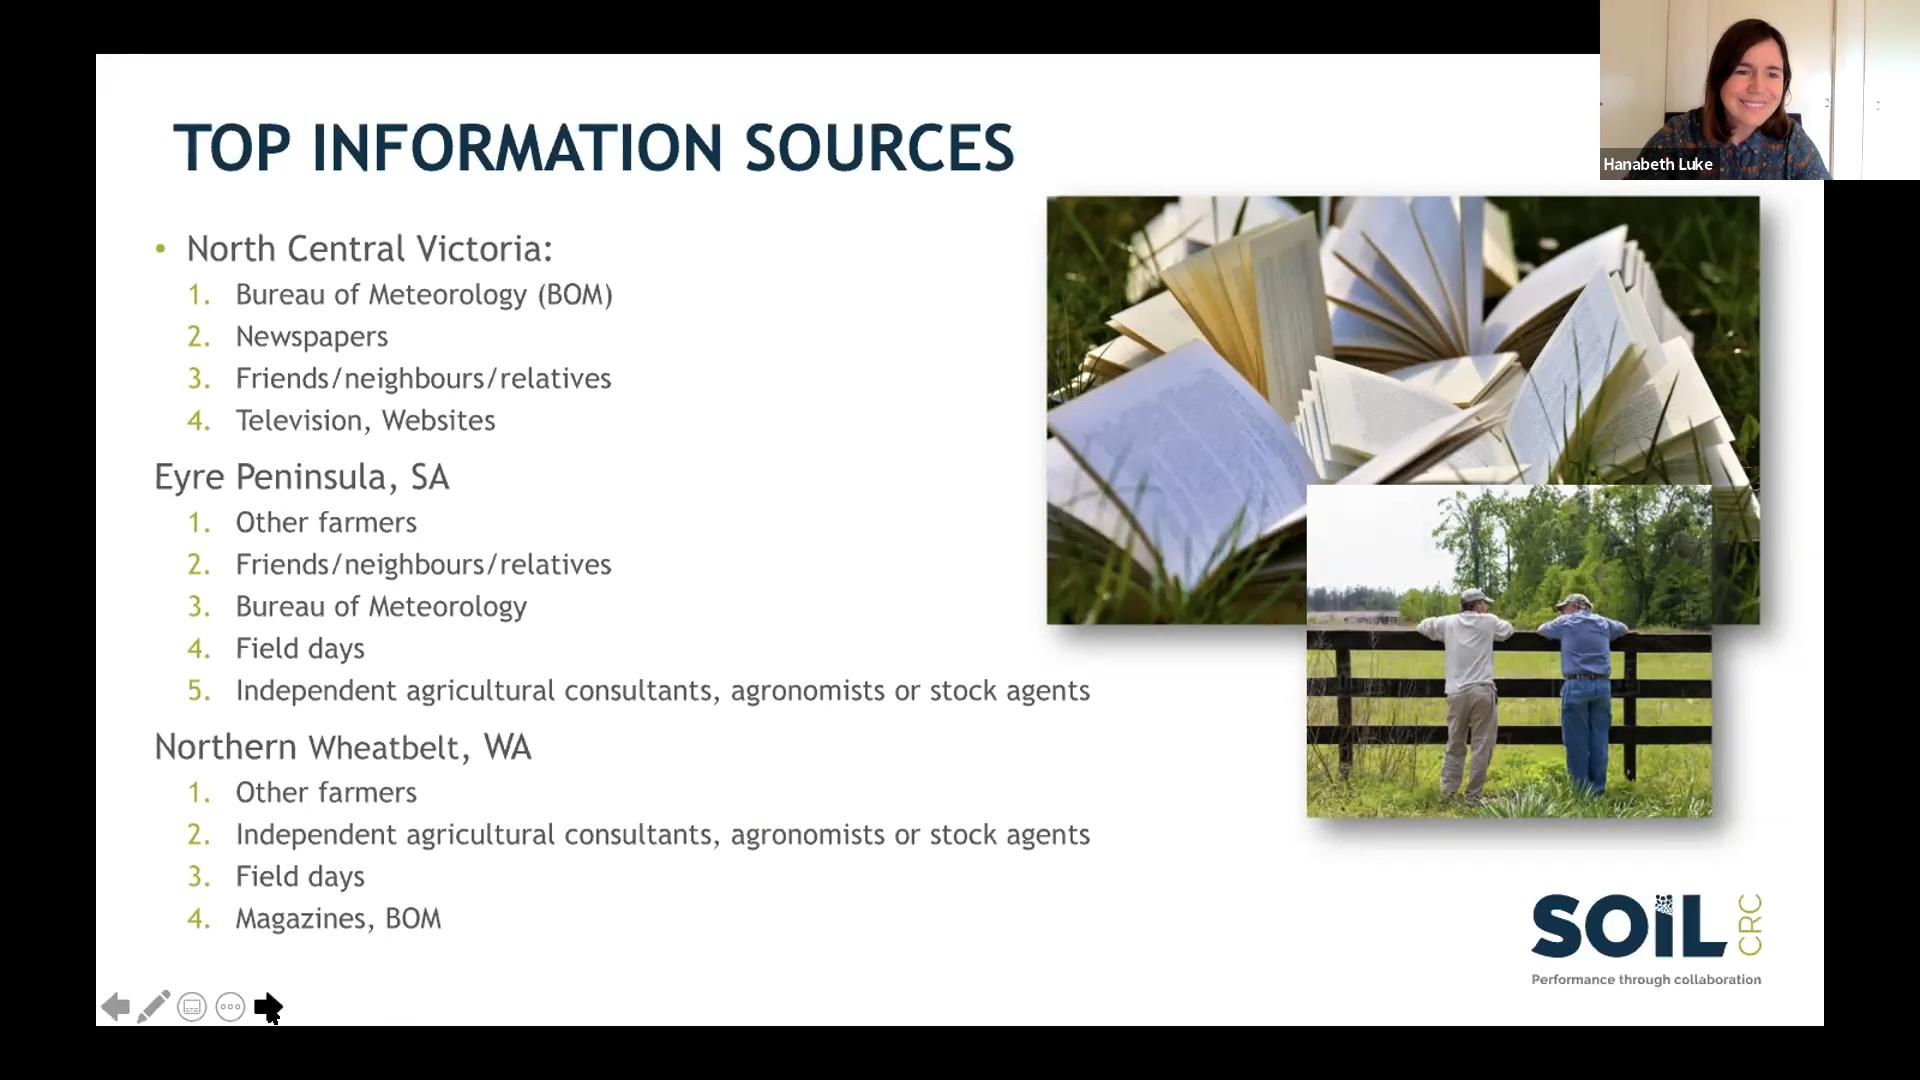 TOP INFORMATION SOURCES
Hanabeth Luke
• North Central Victoria:
1. Bureau of Meteorology (BOM)
2. Newspapers
3. Friends/neighbours/relatives
4. Television, Websites
Eyre Peninsula, SA
1. Other farmers
2. Friends/neighbours/relatives
3. Bureau of Meteorology
4. Field days
5. Independent agricultural consultants, agronomists or stock agents
Northern Wheatbelt, WA
1. Other farmers
2. Independent agricultural consultants, agronomists or stock agents
3. Field days
4. Magazines, BOM
SOIL CRC
Performance through collaboration